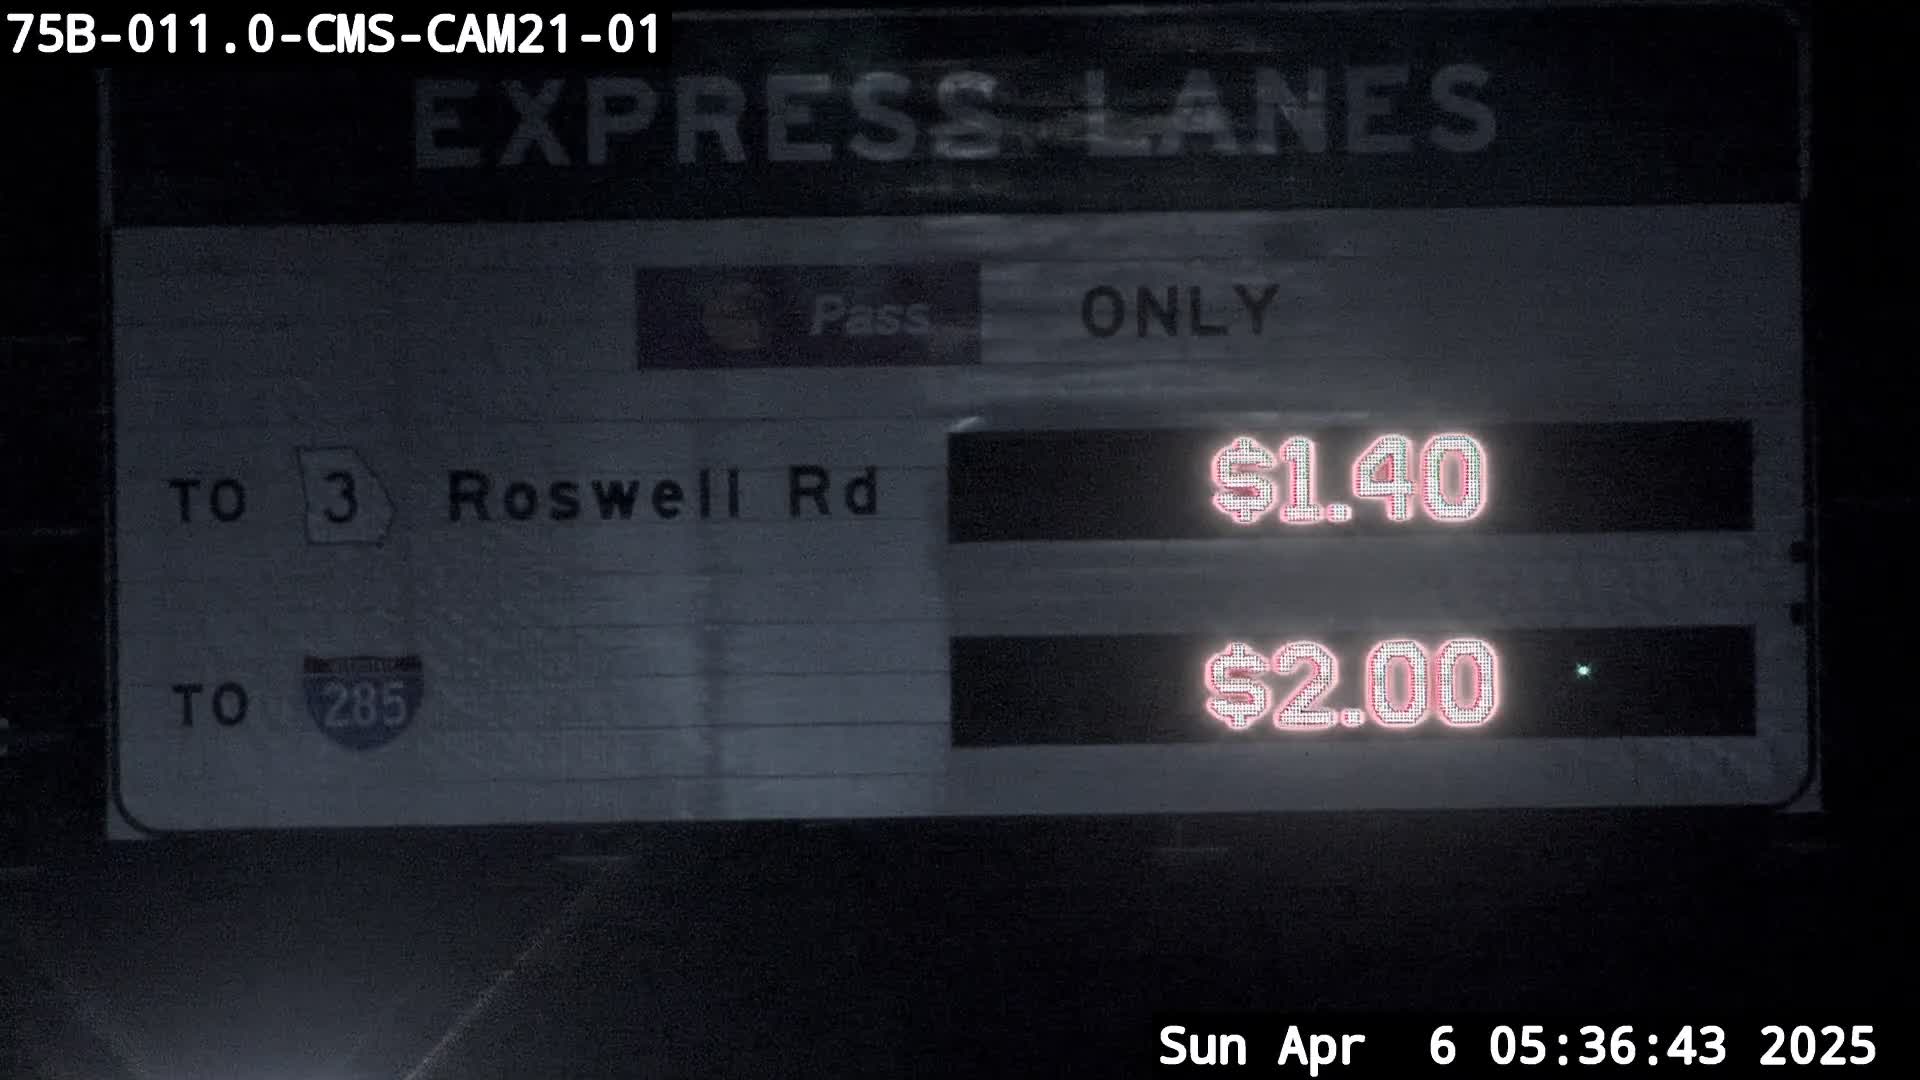 75B-011.0-CMS-CAM21-01
EXPRESS LANES
Pass ONLY
TO 3 Roswell Rd $1.40
TO 285 $2.00
Sun Apr 6 05:36:43 2025